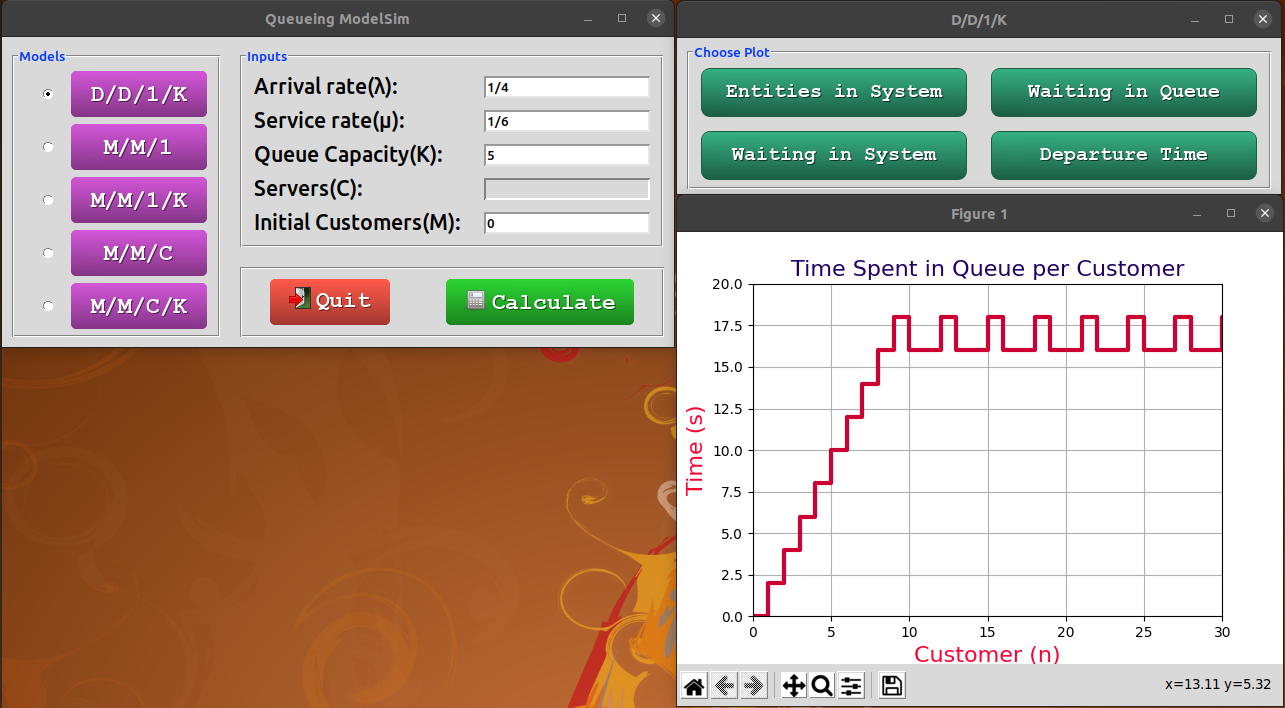 Queueing ModelSim
Models
D/D/1/K
M/M/1
M/M/1/K
M/M/C
M/M/C/K
Inputs
Arrival rate(λ): 1/4
Service rate(µ): 1/6
Queue Capacity(K): 5
Servers(C):
Initial Customers(M): 0
Quit
Calculate
D/D/1/K
Choose Plot
Entities in System
Waiting in Queue
Waiting in System
Departure Time
Figure 1
Time Spent in Queue per Customer
Time (s)
20.0
17.5
15.0
12.5
10.0
7.5
5.0
2.5
0.0
0 5 10 15 20 25 30
Customer (n)
x=13.11 y=5.32